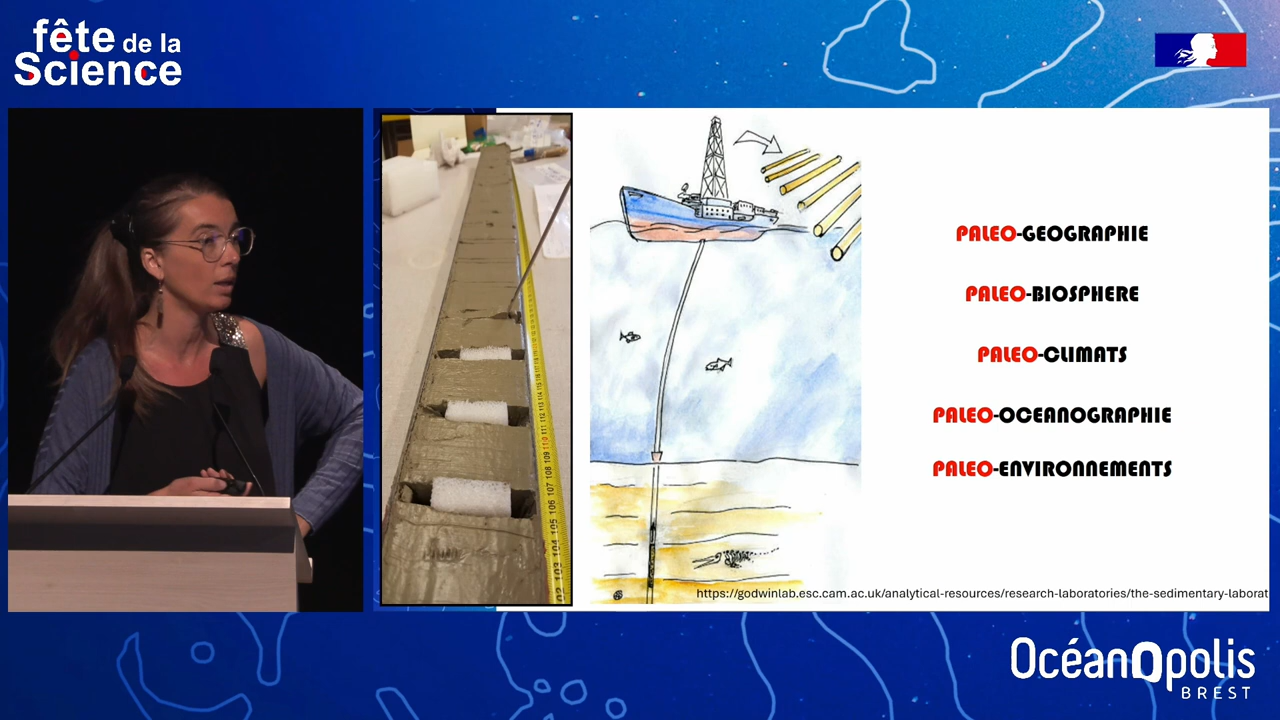 fête de la
Science
PALEO-GEOGRAPHIE
PALEO-BIOSPHERE
PALEO-CLIMATS
PALEO-OCEANOGRAPHIE
PALEO-ENVIRONNEMENTS
https://godwinlab.esc.cam.ac.uk/analytical-resources/research-laboratories/the-sedimentary-laborat
OcéanOpolis
BREST